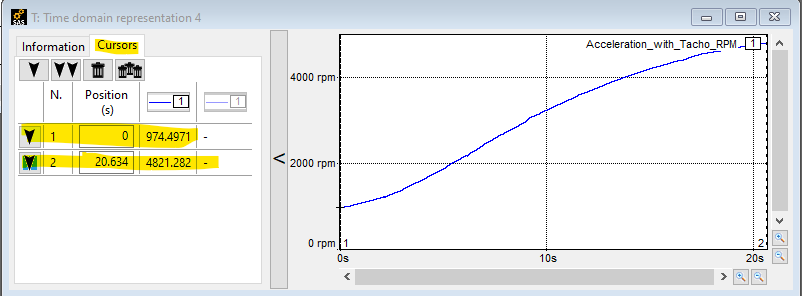 SAS
T: Time domain representation 4
Information
Cursors
N.
Position
(s)
1
1
1
0
974.4971
-
2
20.634
4821.282
-
<
Acceleration_with_Tacho_RPM
1
4000 rpm
2000 rpm
0 rpm
1
2
0s
10s
20s